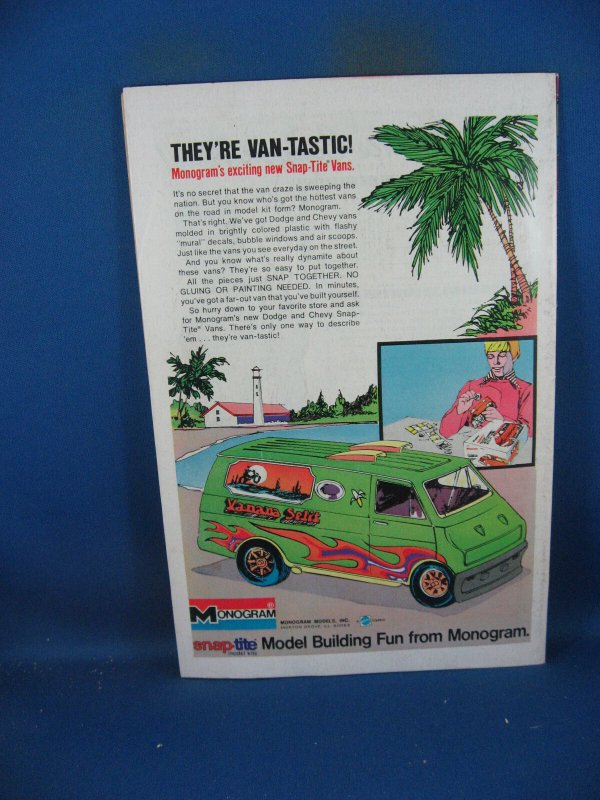 THEY'RE VAN-TASTIC!
Monogram's exciting new Snap-Tite® Vans.
It's no secret that the van craze is sweeping the
nation. But you know who's got the hottest vans
on the road in model kit form? Monogram.
That's right. We've got Dodge and Chevy vans
molded in brightly colored plastic with flashy
"mural" decals, bubble windows and air scoops.
Just like the vans you see everyday on the street.
And you know what's really dynamite about
these vans? They're so easy to put together.
All the pieces just SNAP TOGETHER. NO
GLUING OR PAINTING NEEDED. In minutes,
you've got a far-out van that you've built yourself.
So hurry down to your favorite store and ask
for Monogram's new Dodge and Chevy Snap-
Tite® Vans. There's only one way to describe
'em . . . they're van-tastic!
Vanana Split
MONOGRAM®
MONOGRAM MODELS, INC.
MORTON GROVE, ILL. 60053
snap-tite Model Building Fun from Monogram.